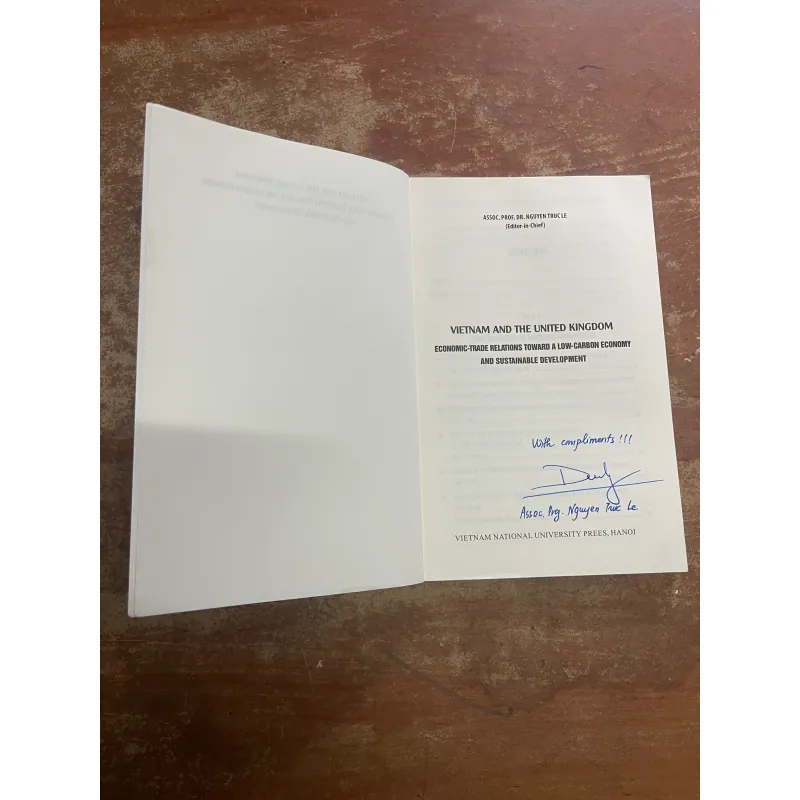 ASSOC. PROF. DR. NGUYEN TRUC LE
(Editor-in-Chief)
VIETNAM AND THE UNITED KINGDOM
ECONOMIC-TRADE RELATIONS TOWARD A LOW-CARBON ECONOMY
AND SUSTAINABLE DEVELOPMENT
With compliments!!!
Assoc. Prof. Nguyen Truc Le
VIETNAM NATIONAL UNIVERSITY PREES, HANOI